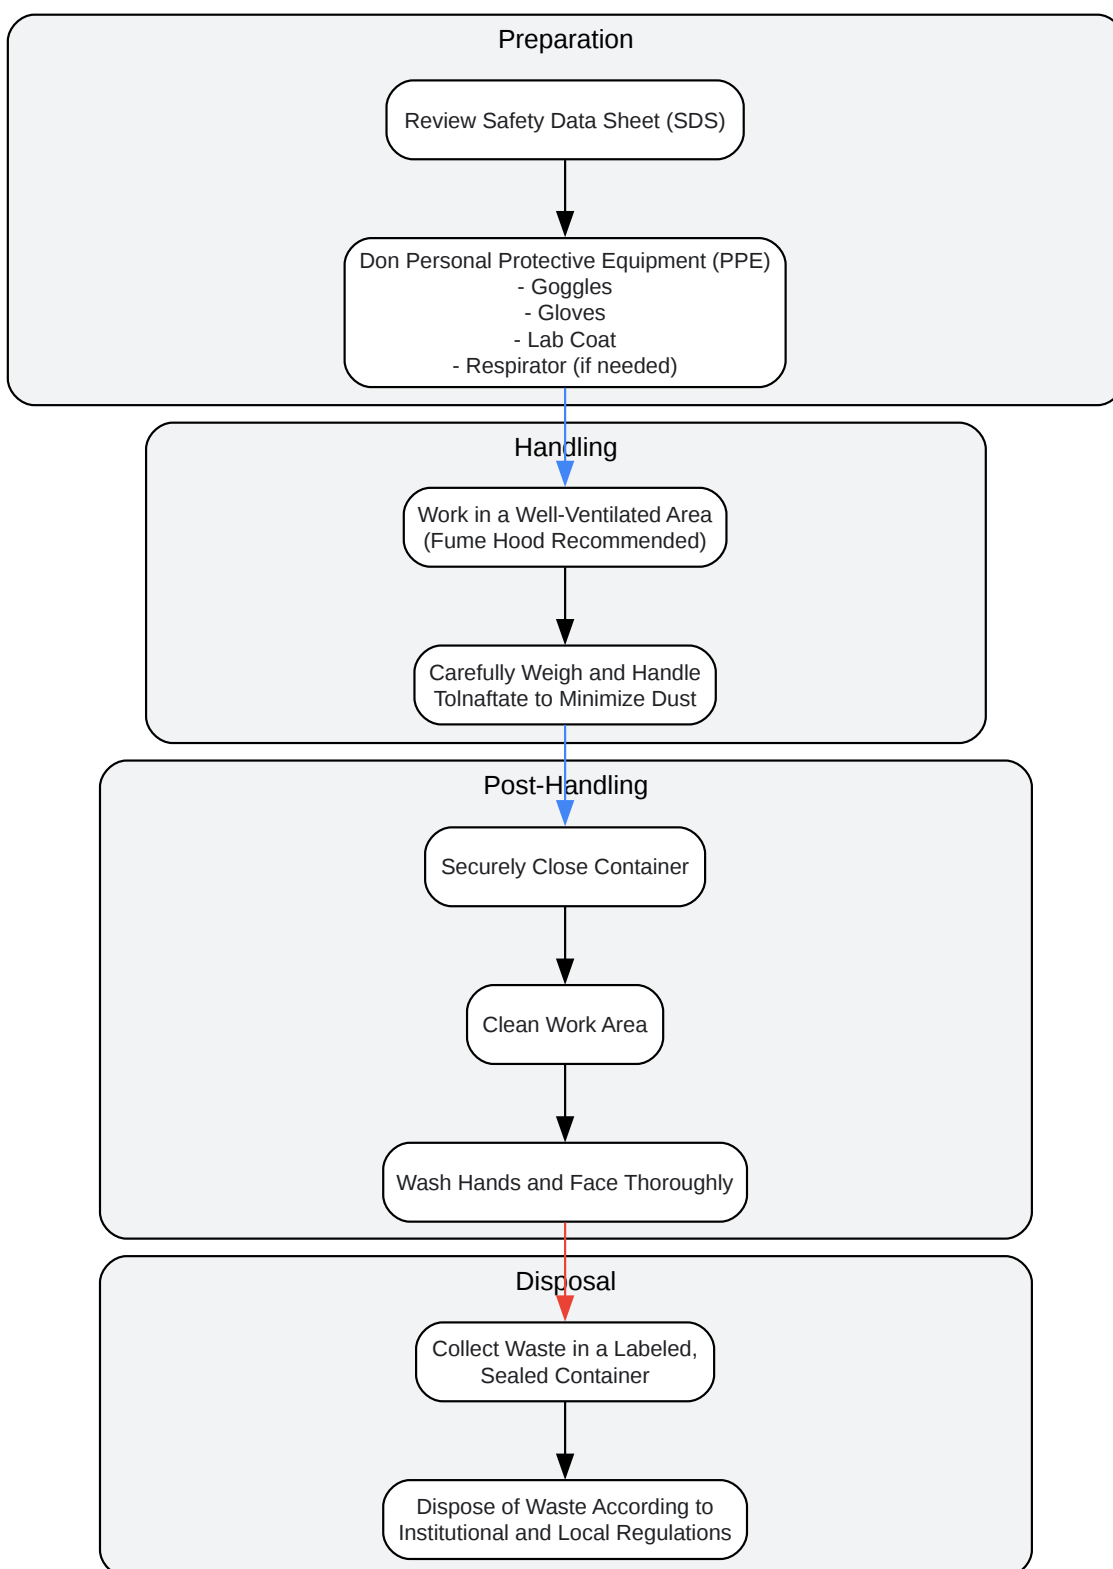 Preparation
Review Safety Data Sheet (SDS)
Don Personal Protective Equipment (PPE)
- Goggles
- Gloves
- Lab Coat
- Respirator (if needed)
Handling
Work in a Well-Ventilated Area
(Fume Hood Recommended)
Carefully Weigh and Handle
Tolnaftate to Minimize Dust
Post-Handling
Securely Close Container
Clean Work Area
Wash Hands and Face Thoroughly
Disposal
Collect Waste in a Labeled,
Sealed Container
Dispose of Waste According to
Institutional and Local Regulations